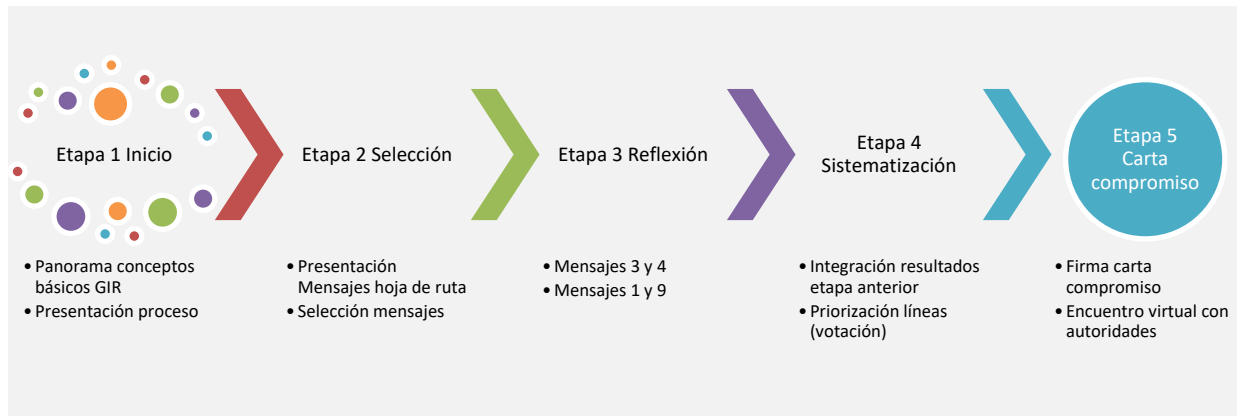 Etapa 1 Inicio
• Panorama conceptos
básicos GIR
• Presentación proceso
Etapa 2 Selección
• Presentación
Mensajes hoja de ruta
• Selección mensajes
Etapa 3 Reflexión
• Mensajes 3 y 4
• Mensajes 1 y 9
Etapa 4
Sistematización
• Integración resultados
etapa anterior
• Priorización líneas
(votación)
Etapa 5
Carta
compromiso
• Firma carta
compromiso
• Encuentro virtual con
autoridades